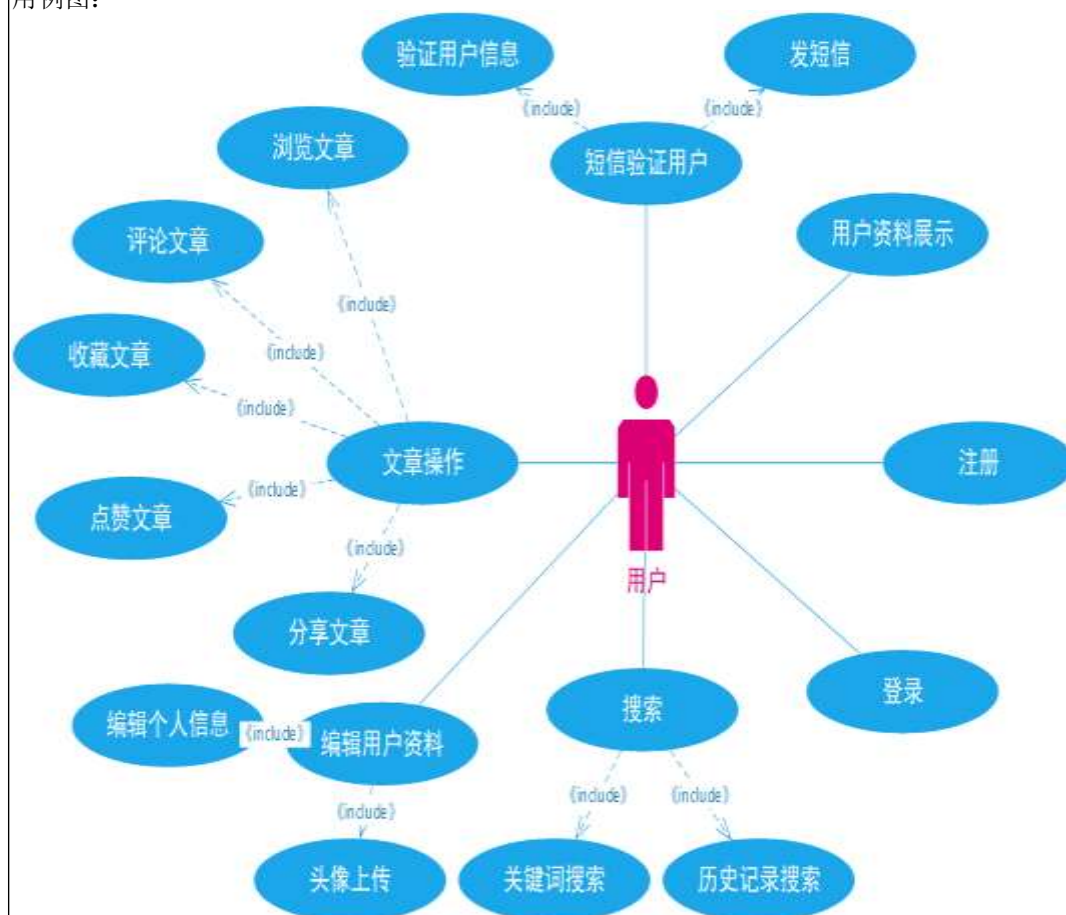 用例图：
验证用户信息
发短信
《include》
《include》
浏览文章
短信验证用户
评论文章
用户资料展示
《include》
《include》
收藏文章
《include》
文章操作
注册
《include》
点赞文章
《include》
用户
分享文章
登录
搜索
编辑个人信息
《include》
编辑用户资料
《include》
《include》
《include》
头像上传
关键词搜索
历史记录搜索